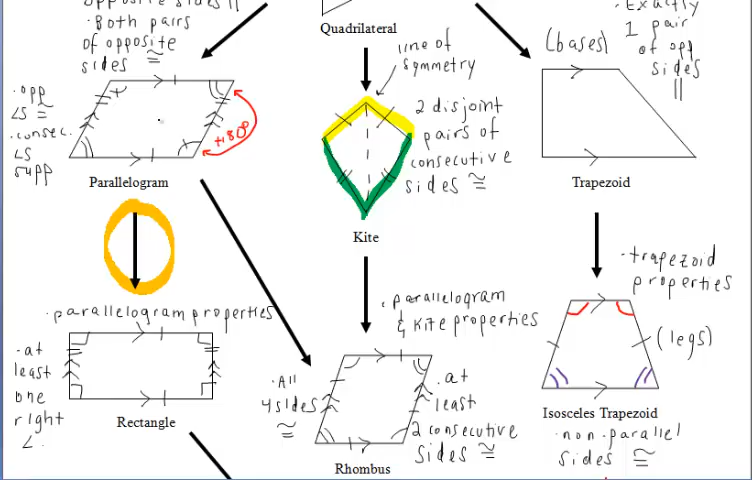 opposite sides ||
· Both pairs
of opposite
sides ≅
· opp
∠s ≅
· consec.
∠s
supp
+180°
Parallelogram
Quadrilateral
line of
symmetry
2 disjoint
pairs of
consecutive
sides ≅
Kite
· Exactly
1 pair
of opp
sides
||
(bases)
Trapezoid
· parallelogram properties
· at
least
one
right
∠.
Rectangle
· parallelogram
& kite properties
· All
4 sides
≅
· at
least
2 consecutive
sides ≅
Rhombus
· trapezoid
properties
(legs)
Isosceles Trapezoid
· non-parallel
sides ≅